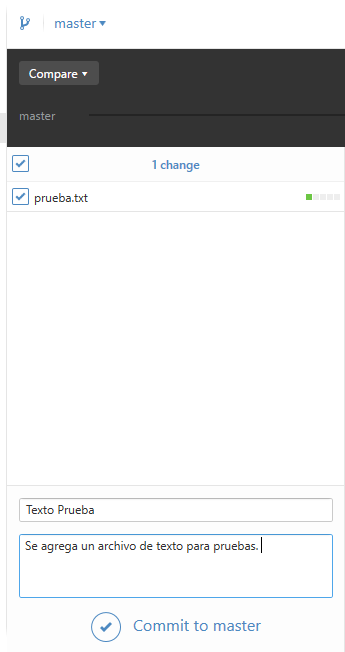 master
Compare
master
1 change
prueba.txt
Texto Prueba
Se agrega un archivo de texto para pruebas.
Commit to master